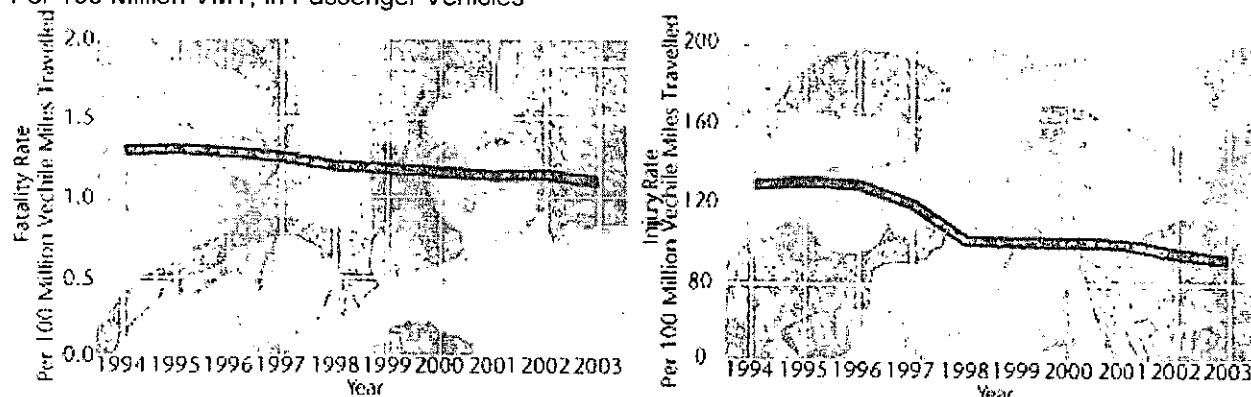 Per 100 Million VMT, in Passenger Vehicles
Fatality Rate
Per 100 Million Vechile Miles Travelled
2.0
1.5
1.0
0.5
0.0
1994 1995 1996 1997 1998 1999 2000 2001 2002 2003
Year
Injury Rate
Per 100 Million Vechile Miles Travelled
200
160
120
80
0
1994 1995 1996 1997 1998 1999 2000 2001 2002 2003
Year